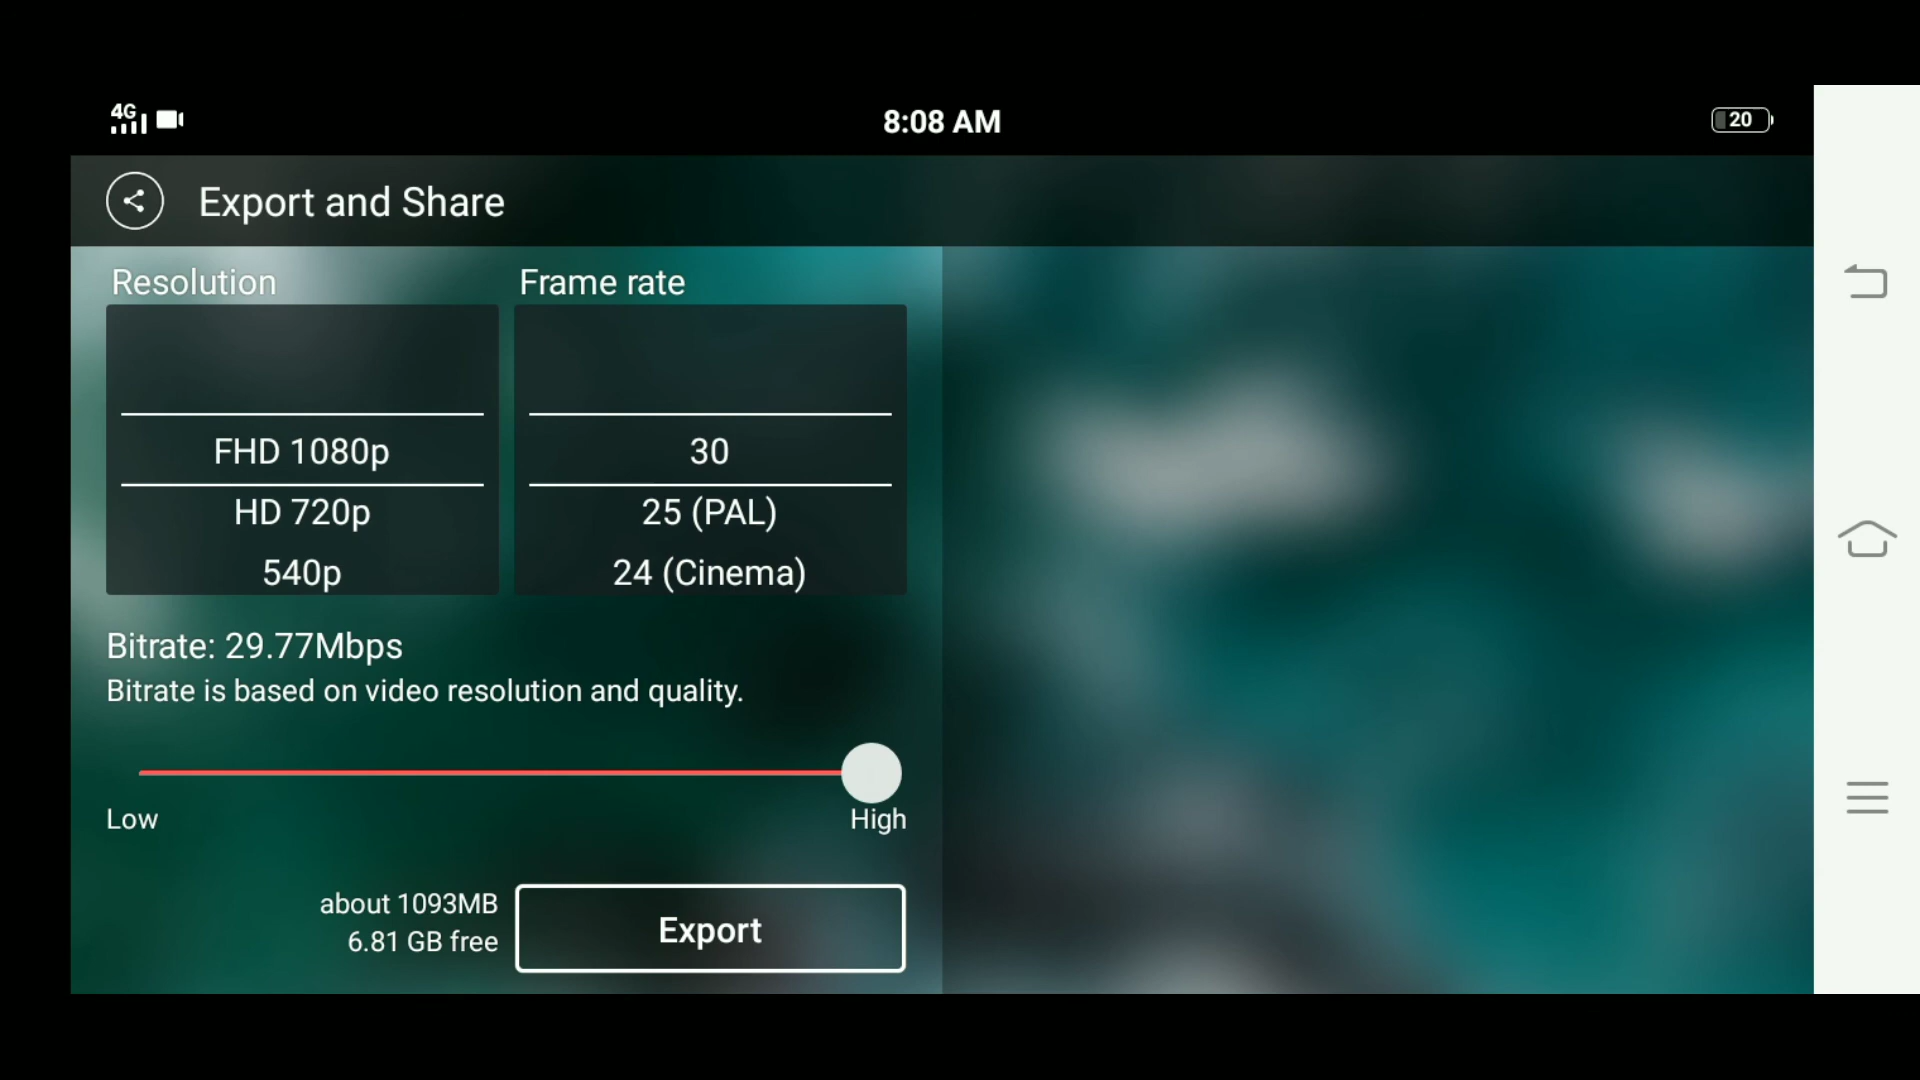 4G
8:08 AM
20
Export and Share
Resolution
Frame rate
FHD 1080p
30
HD 720p
25 (PAL)
540p
24 (Cinema)
Bitrate: 29.77Mbps
Bitrate is based on video resolution and quality.
Low
High
about 1093MB
6.81 GB free
Export